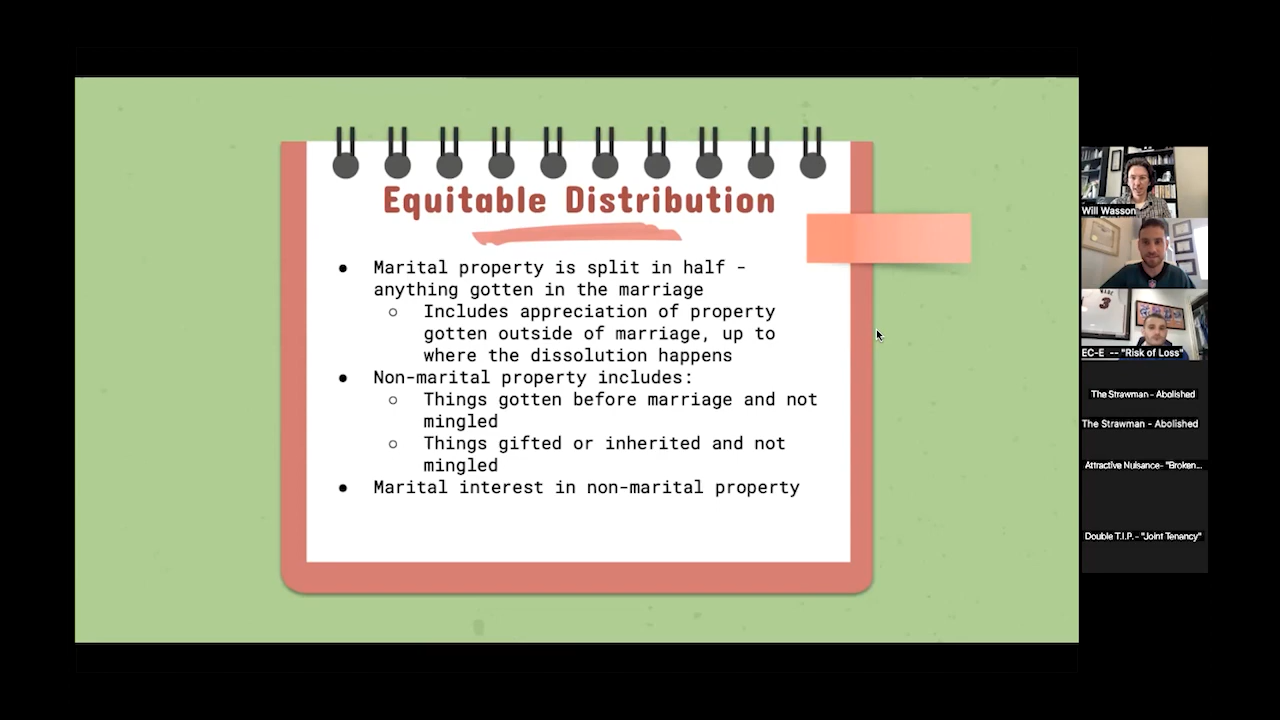 Equitable Distribution
● Marital property is split in half -
anything gotten in the marriage
○ Includes appreciation of property
gotten outside of marriage, up to
where the dissolution happens
● Non-marital property includes:
○ Things gotten before marriage and not
mingled
○ Things gifted or inherited and not
mingled
● Marital interest in non-marital property
Will Wasson
WADE
3
EC-E -- "Risk of Loss"
The Strawman - Abolished
The Strawman - Abolished
Attractive Nuisance- "Broken...
Double T.I.P. - "Joint Tenancy"